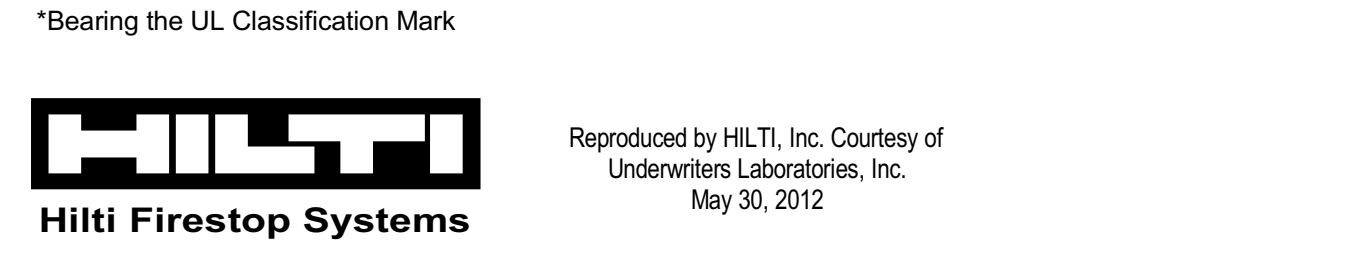 *Bearing the UL Classification Mark
HILTI
Hilti Firestop Systems
Reproduced by HILTI, Inc. Courtesy of
Underwriters Laboratories, Inc.
May 30, 2012